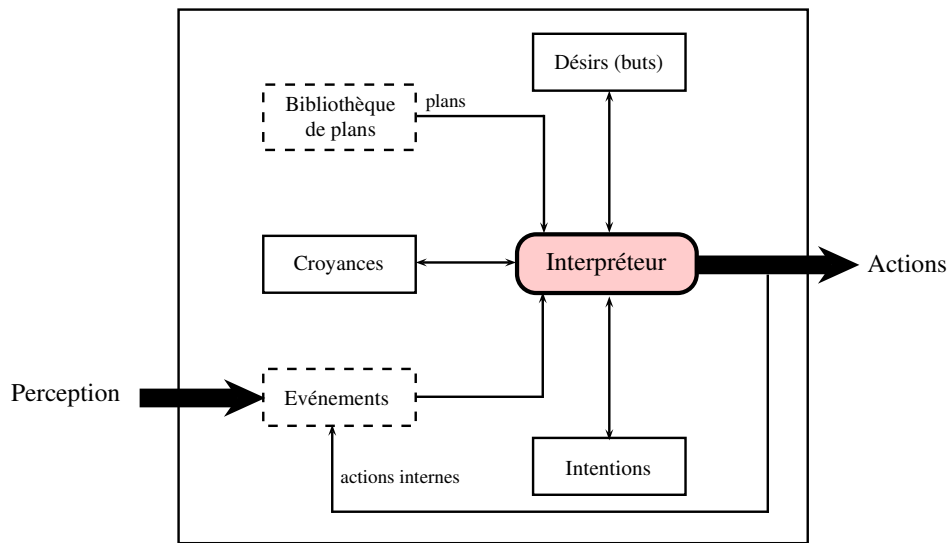 Désirs (buts)
plans
Bibliothèque
de plans
Croyances
Interpréteur
Actions
Perception
Evénements
actions internes
Intentions